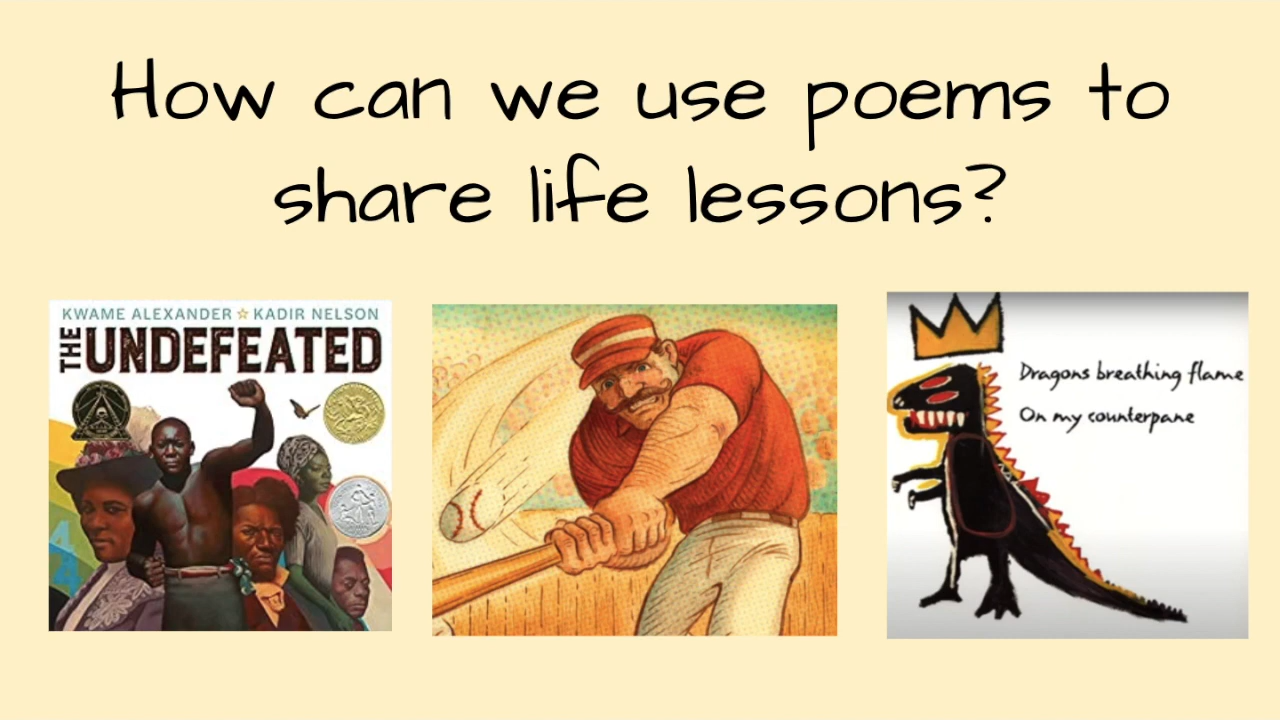 How can we use poems to
share life lessons?
KWAME ALEXANDER ☆ KADIR NELSON
THE UNDEFEATED
Dragons breathing flame
On my counterpane